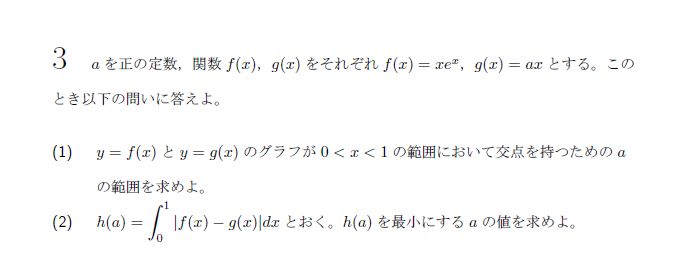 3 a を正の定数，関数 f(x)，g(x) をそれぞれ f(x) = xe^x，g(x) = ax とする。この
とき以下の問いに答えよ。
(1) y = f(x) と y = g(x) のグラフが 0 < x < 1 の範囲において交点を持つための a
の範囲を求めよ。
(2) h(a) = ∫_0^1 |f(x) − g(x)|dx とおく。h(a) を最小にする a の値を求めよ。